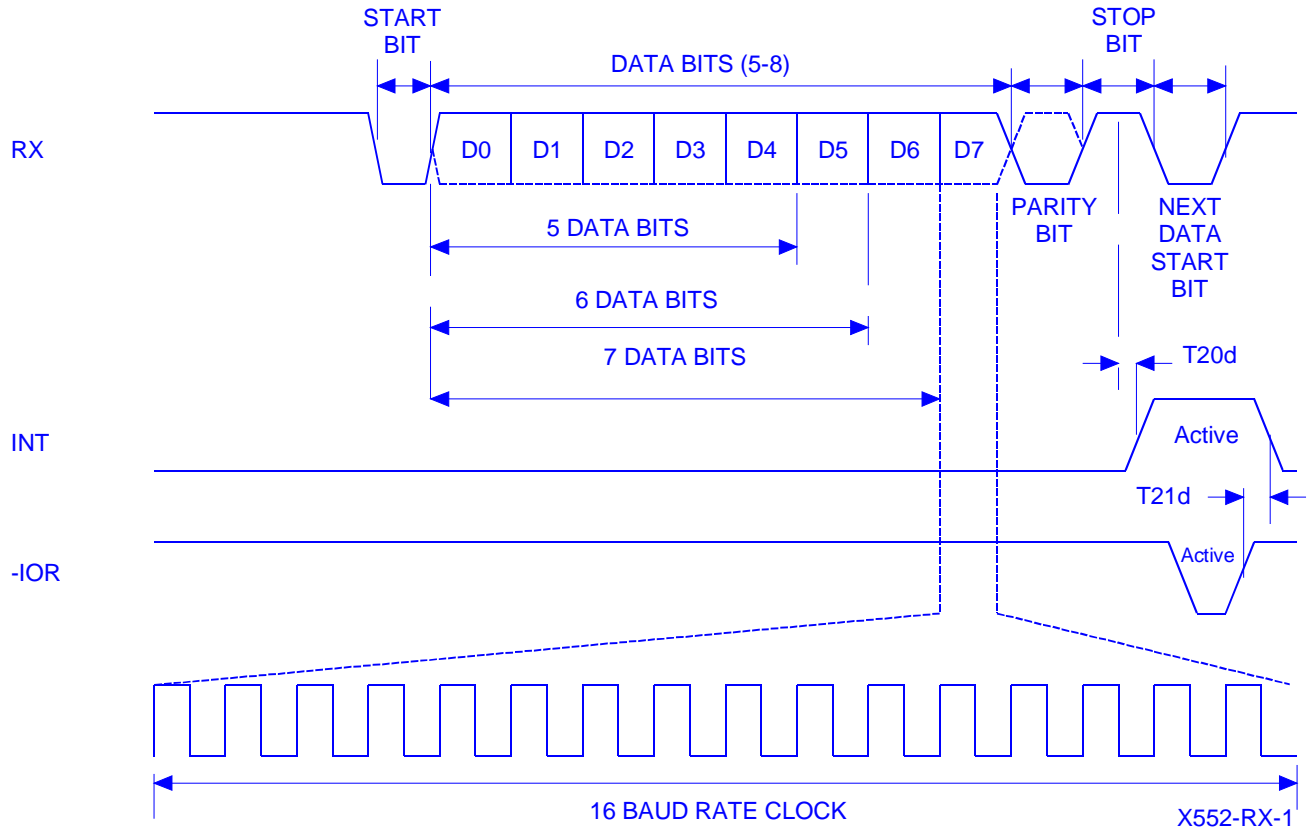 START
BIT
STOP
BIT
DATA BITS (5-8)
RX
D0 D1 D2 D3 D4 D5 D6 D7
PARITY
BIT
NEXT
DATA
START
BIT
5 DATA BITS
6 DATA BITS
7 DATA BITS
T20d
INT
Active
T21d
-IOR
Active
16 BAUD RATE CLOCK
X552-RX-1